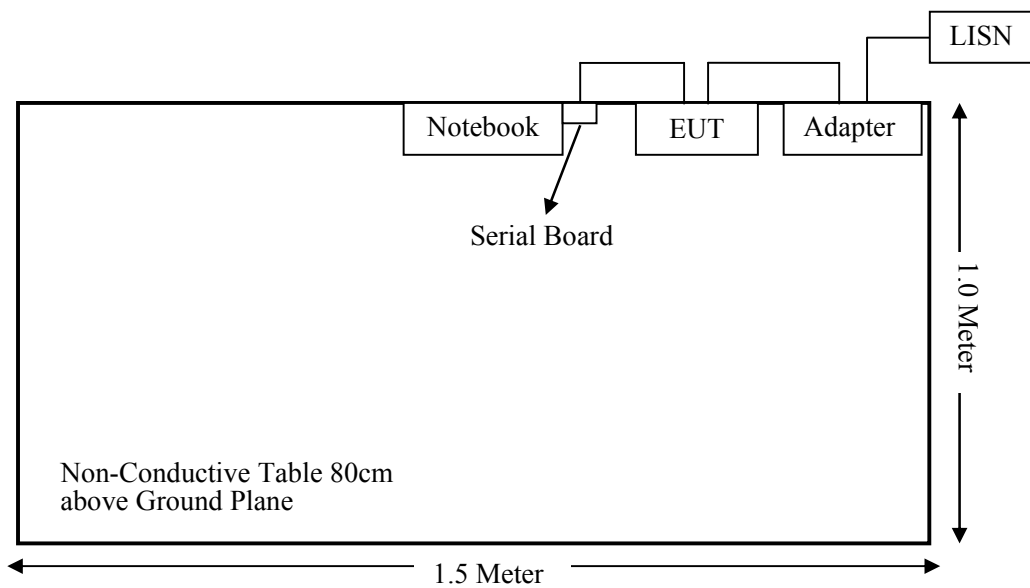 LISN
Notebook
EUT
Adapter
Serial Board
1.0 Meter
Non-Conductive Table 80cm
above Ground Plane
1.5 Meter